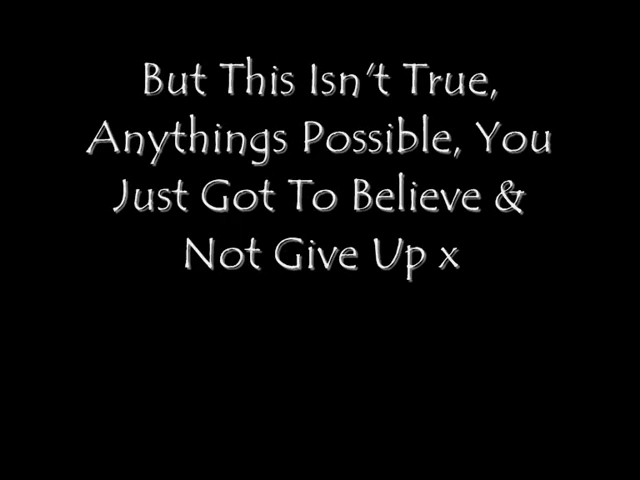 But This Isn't True,
Anythings Possible, You
Just Got To Believe &
Not Give Up x